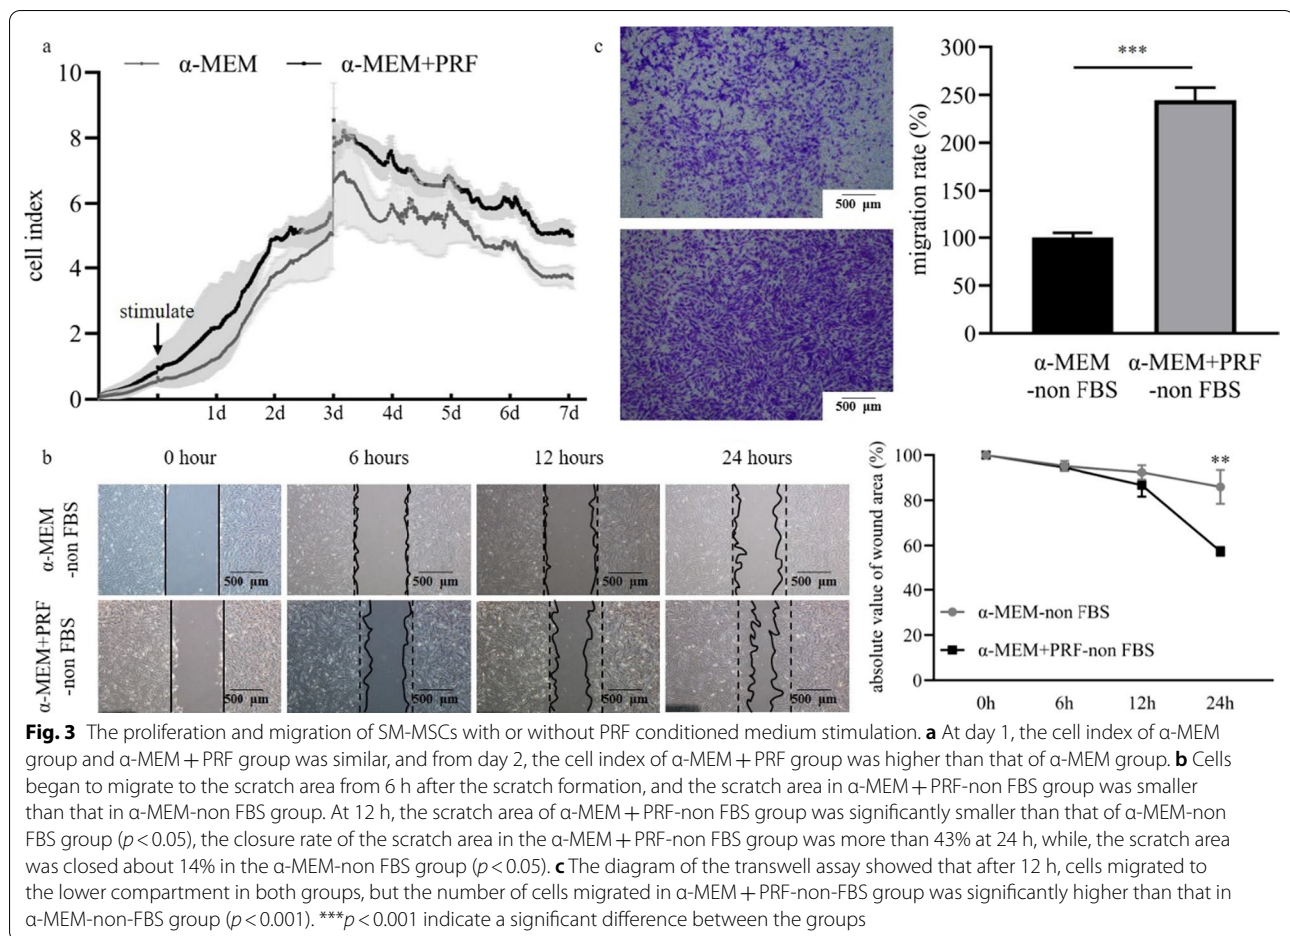 a
α-MEM
α-MEM+PRF
10
8
6
4
2
0
cell index
stimulate
1d
2d
3d
4d
5d
6d
7d
c
500 μm
500 μm
300
250
200
150
100
50
0
migration rate (%)
***
α-MEM
-non FBS
α-MEM+PRF
-non FBS
b
0 hour
6 hours
12 hours
24 hours
α-MEM
-non FBS
500 μm
500 μm
500 μm
500 μm
α-MEM+PRF
-non FBS
500 μm
500 μm
500 μm
500 μm
absolute value of wound area (%)
100
80
60
40
20
0
**
α-MEM-non FBS
α-MEM+PRF-non FBS
0h
6h
12h
24h
Fig. 3 The proliferation and migration of SM-MSCs with or without PRF conditioned medium stimulation. a At day 1, the cell index of α-MEM
group and α-MEM + PRF group was similar, and from day 2, the cell index of α-MEM + PRF group was higher than that of α-MEM group. b Cells
began to migrate to the scratch area from 6 h after the scratch formation, and the scratch area in α-MEM + PRF-non FBS group was smaller
than that in α-MEM-non FBS group. At 12 h, the scratch area of α-MEM + PRF-non FBS group was significantly smaller than that of α-MEM-non
FBS group (p < 0.05), the closure rate of the scratch area in the α-MEM + PRF-non FBS group was more than 43% at 24 h, while, the scratch area
was closed about 14% in the α-MEM-non FBS group (p < 0.05). c The diagram of the transwell assay showed that after 12 h, cells migrated to
the lower compartment in both groups, but the number of cells migrated in α-MEM + PRF-non-FBS group was significantly higher than that in
α-MEM-non-FBS group (p < 0.001). ***p < 0.001 indicate a significant difference between the groups